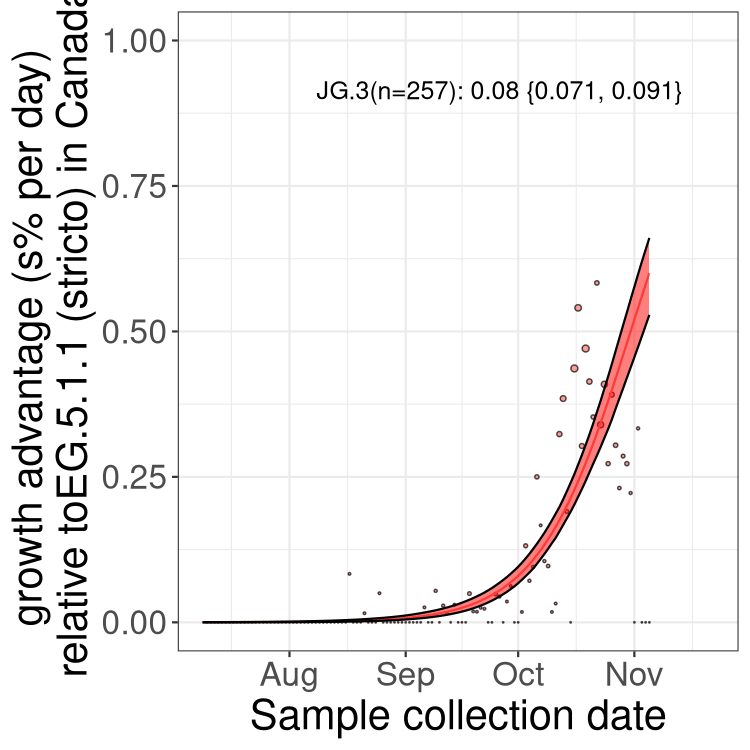 growth advantage (s% per day)
relative toEG.5.1.1 (stricto) in Canada
1.00
0.75
0.50
0.25
0.00
JG.3(n=257): 0.08 {0.071, 0.091}
Aug Sep Oct Nov
Sample collection date